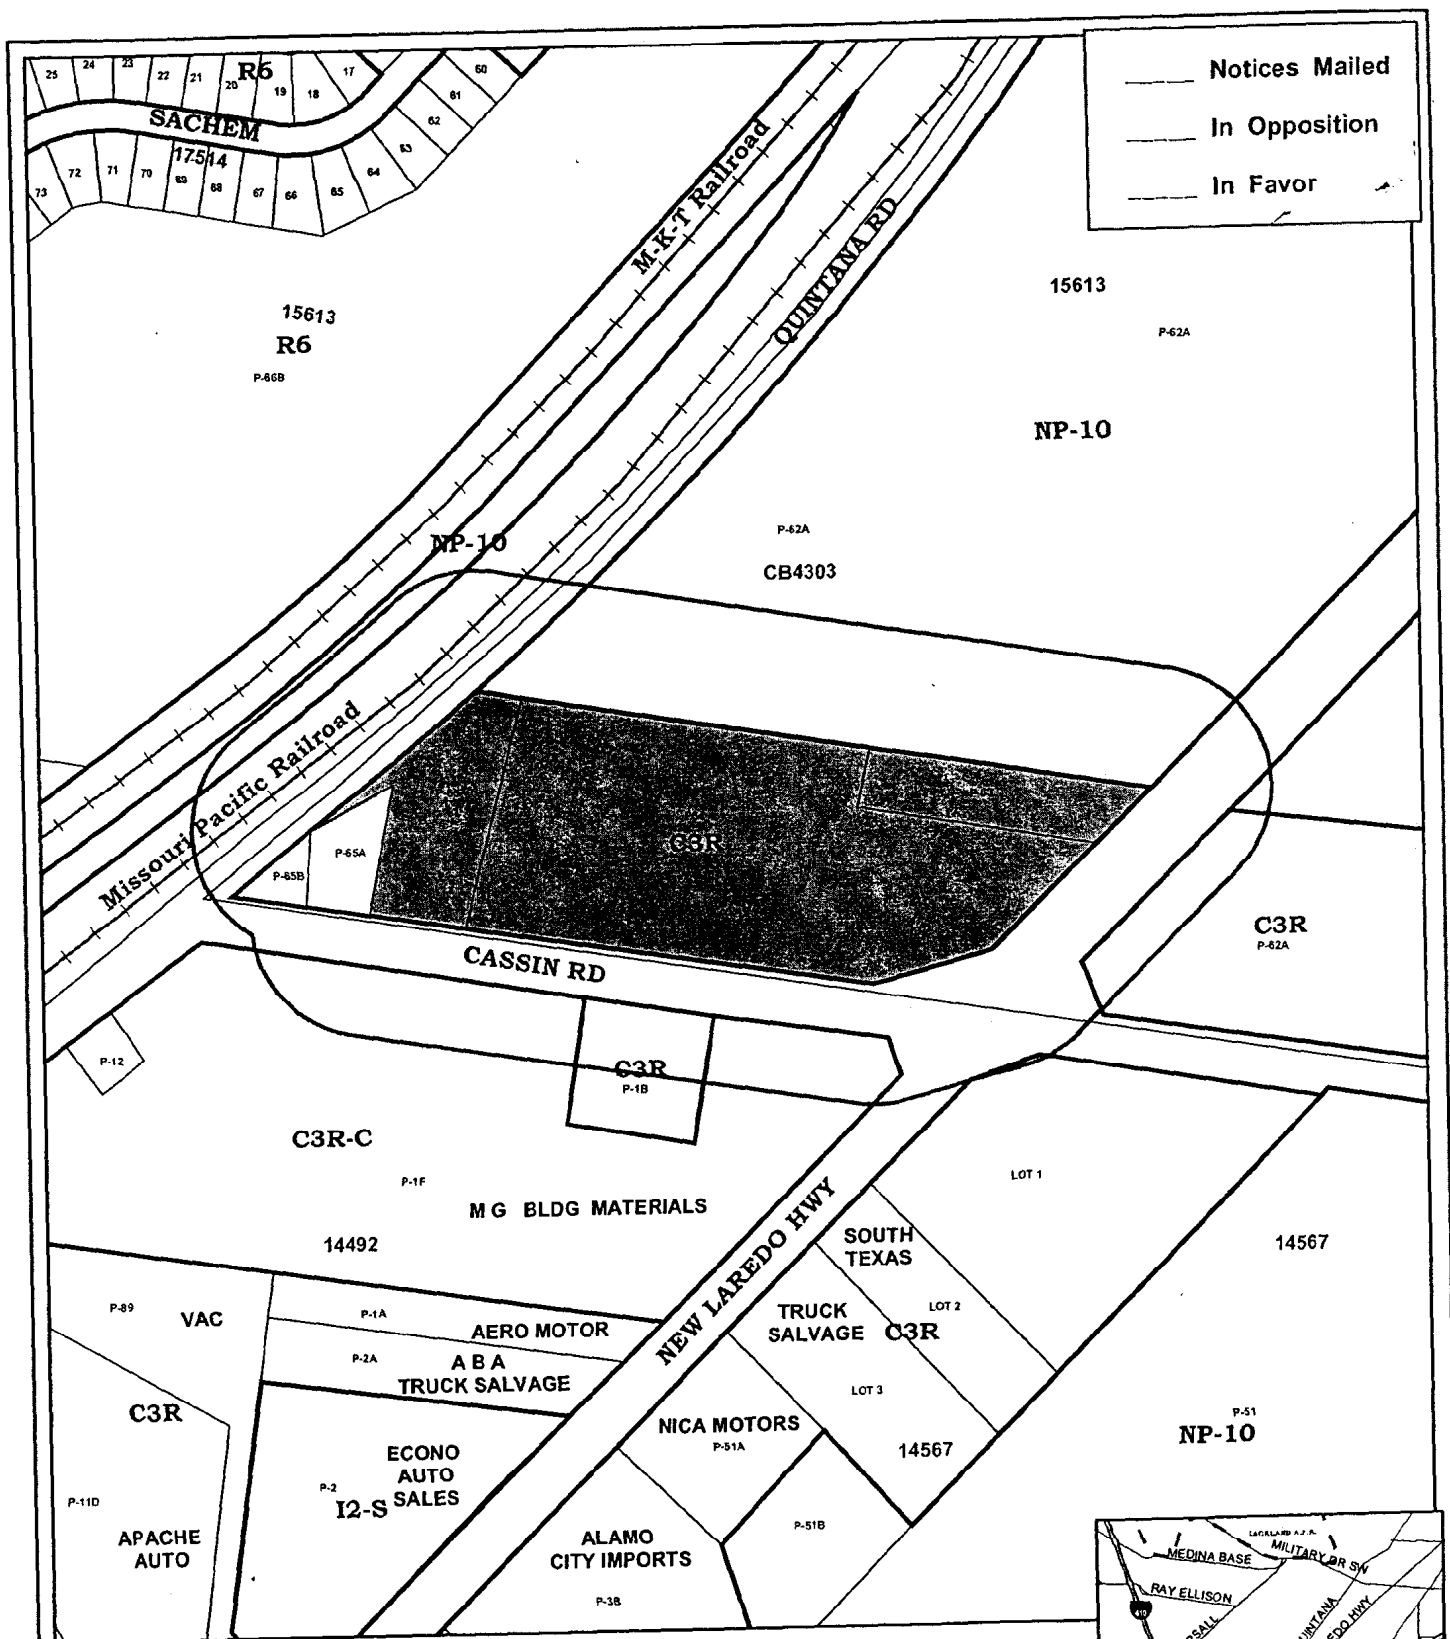 Notices Mailed
In Opposition
In Favor
25
24
23
22
21
20
R6
19
18
17
60
61
62
63
64
65
66
67
68
69
70
71
72
73
SACHEM
17514
M-K-T Railroad
QUINTANA RD
15613
R6
P-66B
15613
P-62A
NP-10
NP-10
P-62A
CB4303
Missouri Pacific Railroad
P-65A
P-65B
C3R
C3R
P-62A
CASSIN RD
P-12
C3R
P-1B
C3R-C
P-1F
M G BLDG MATERIALS
14492
NEW LAREDO HWY
LOT 1
SOUTH
TEXAS
TRUCK
SALVAGE
C3R
LOT 2
LOT 3
14567
P-89
VAC
P-1A
AERO MOTOR
P-2A
A B A
TRUCK SALVAGE
C3R
NICA MOTORS
P-51A
14567
P-51
NP-10
ECONO
AUTO
SALES
P-2
I2-S
P-11D
APACHE
AUTO
ALAMO
CITY IMPORTS
P-3B
P-51B
LACKLAND A.F.B.
MEDINA BASE
MILITARY DR SW
RAY ELLISON
410